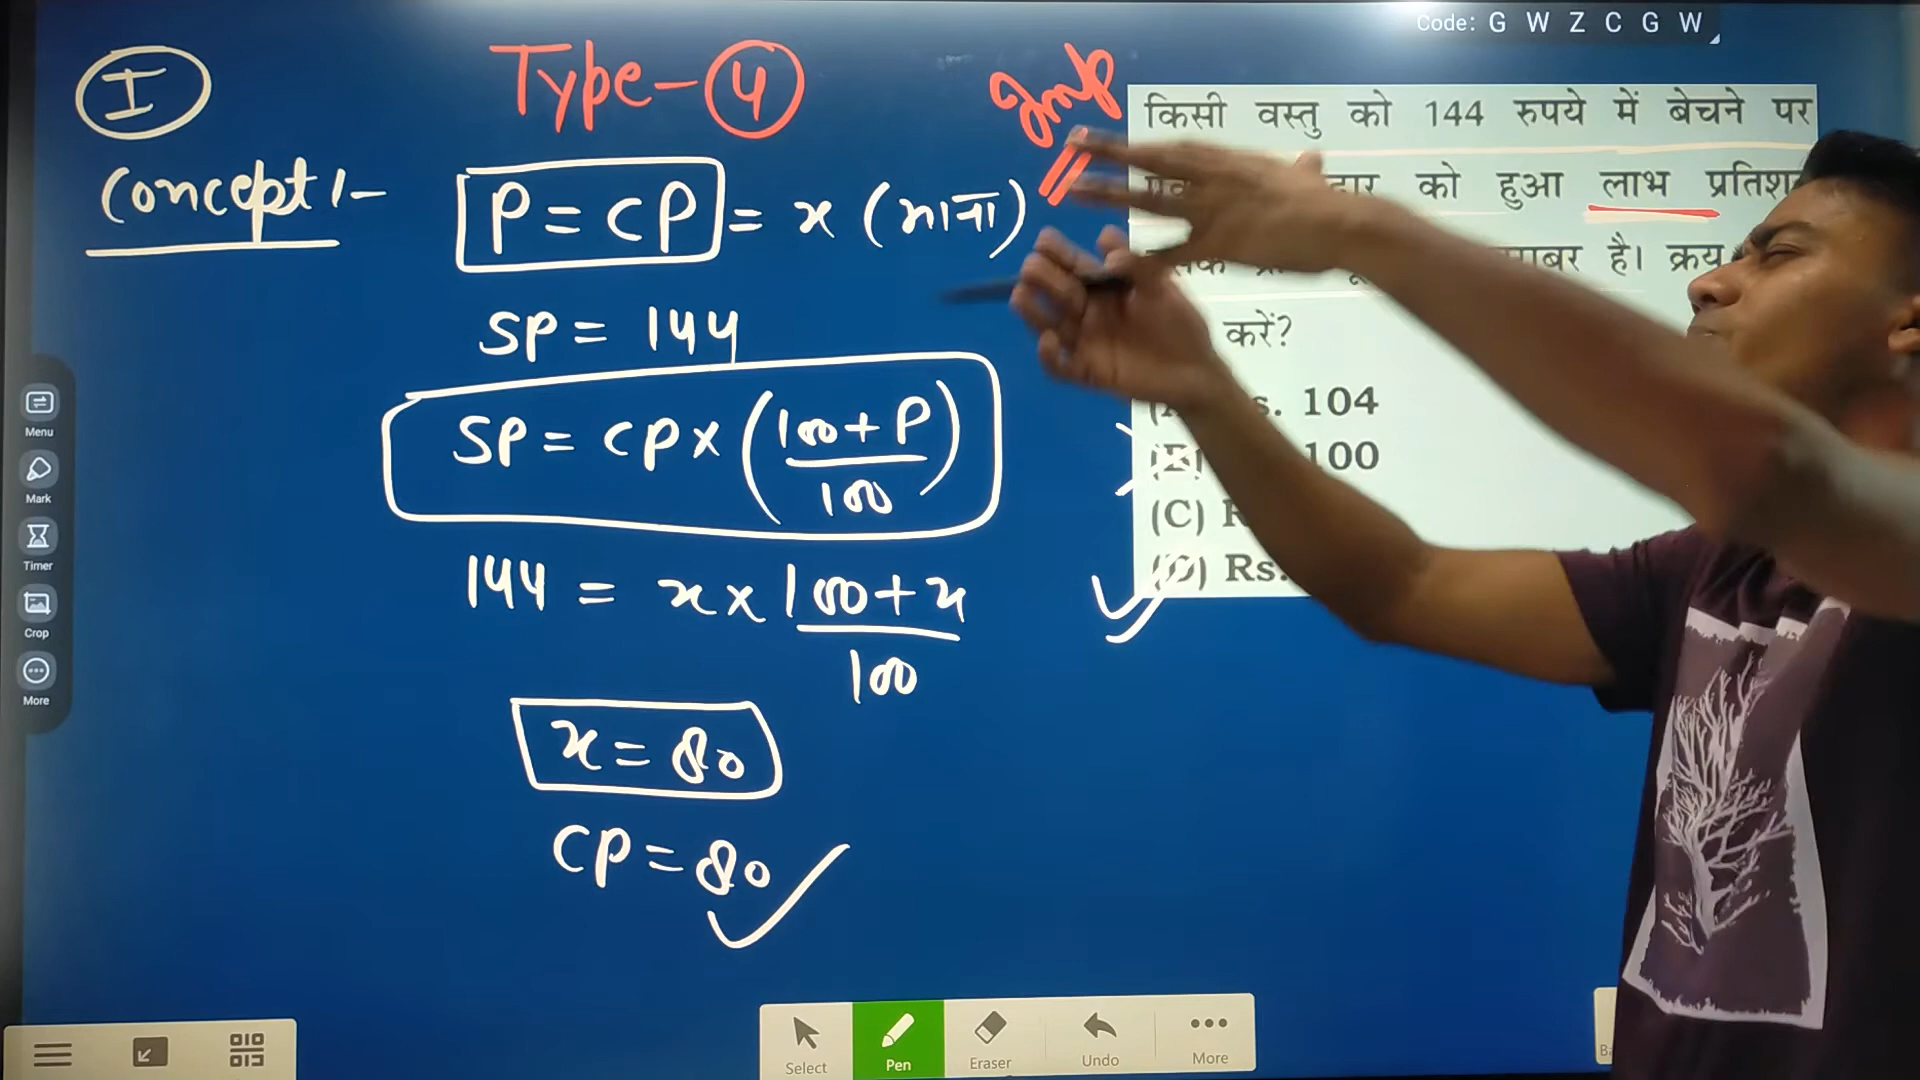 Code: G W Z C G W
I
Type-4
Imp
Concept 1-
P = CP = x (माना)
SP = 144
SP = CP x (100+P / 100)
144 = x x 100+x / 100
x = 80
CP = 80
किसी वस्तु को 144 रुपये में बेचने पर
को हुआ लाभ प्रतिश
है। क्रय
करें?
104
100
(C)
(D) Rs.
Menu
Mark
Timer
Crop
More
Select
Pen
Eraser
Undo
More